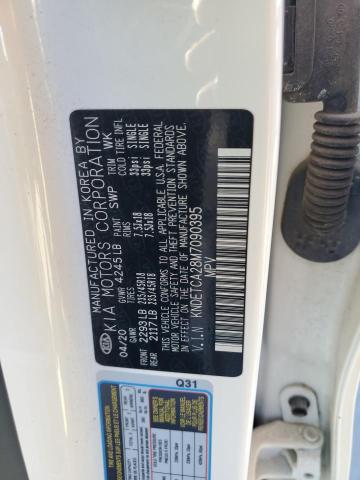 MANUFACTURED IN KOREA BY
KIA MOTORS CORPORATION
04/20 GVWR 4245LB PAINT: SWP TRIM: WK
GAWR COLD TIRE INFL.
FRONT 2293LB 235/45R18 7.5JX18 33psi SINGLE
REAR 2117LB 235/45R18 7.5JX18 33psi SINGLE
THIS VEHICLE CONFORMS TO ALL APPLICABLE U.S.A. FEDERAL
MOTOR VEHICLE SAFETY AND THEFT PREVENTION STANDARDS
IN EFFECT ON THE DATE OF MANUFACTURE SHOWN ABOVE.
V.I.N KNDETCA28M7090395
MPV
Q31